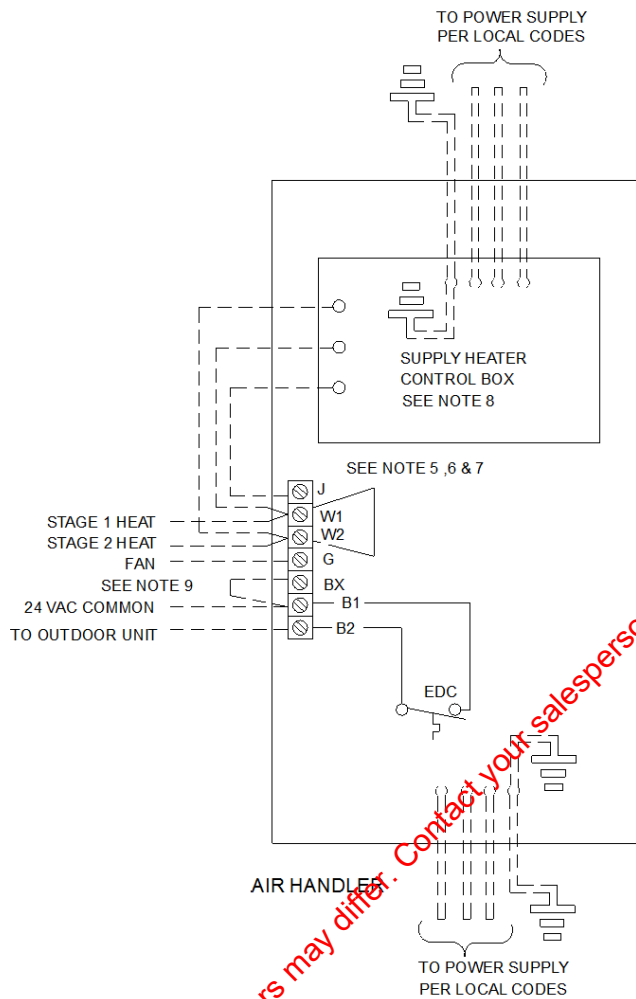 TO POWER SUPPLY
PER LOCAL CODES
SUPPLY HEATER
CONTROL BOX
SEE NOTE 8
SEE NOTE 5 ,6 & 7
J
W1
STAGE 1 HEAT
W2
STAGE 2 HEAT
G
FAN
BX
SEE NOTE 9
B1
24 VAC COMMON
B2
TO OUTDOOR UNIT
EDC
AIR HANDLER
TO POWER SUPPLY
PER LOCAL CODES
rs may differ. Contact your salesperso